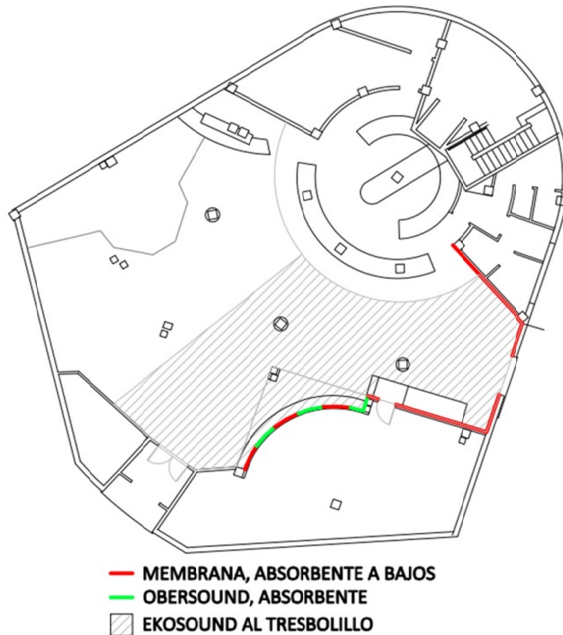 MEMBRANA, ABSORBENTE A BAJOS
OBERSOUND, ABSORBENTE
EKOSOUND AL TRESBOLILLO